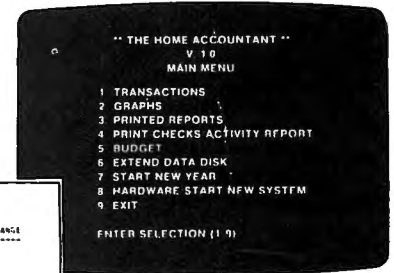 ** THE HOME ACCOUNTANT **
V. 1 0
MAIN MENU
1 TRANSACTIONS
2 GRAPHS
3 PRINTED REPORTS
4 PRINT CHECKS ACTIVITY REPORT
5 BUDGET
6 EXTEND DATA DISK
7 START NEW YEAR
8 HARDWARE START NEW SYSTEM
9 EXIT
ENTER SELECTION (1 9)